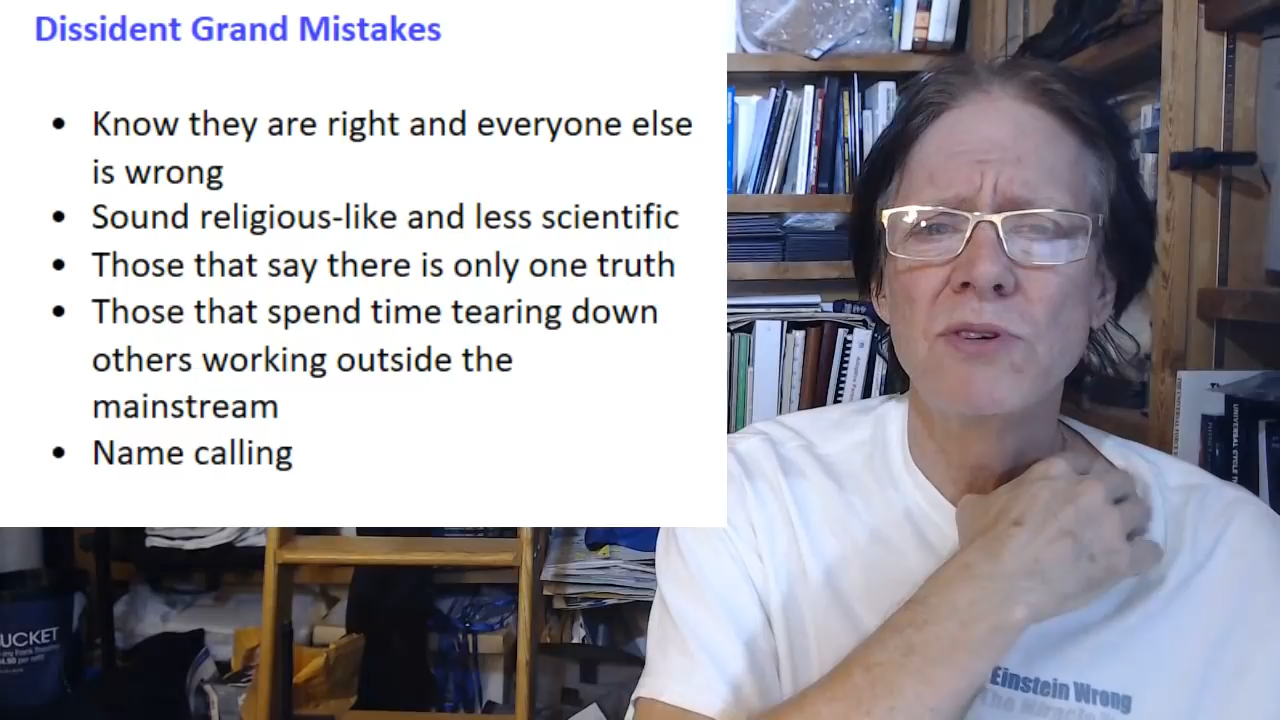 Dissident Grand Mistakes
• Know they are right and everyone else
is wrong
• Sound religious-like and less scientific
• Those that say there is only one truth
• Those that spend time tearing down
others working outside the
mainstream
• Name calling
UCKET
Einstein Wrong